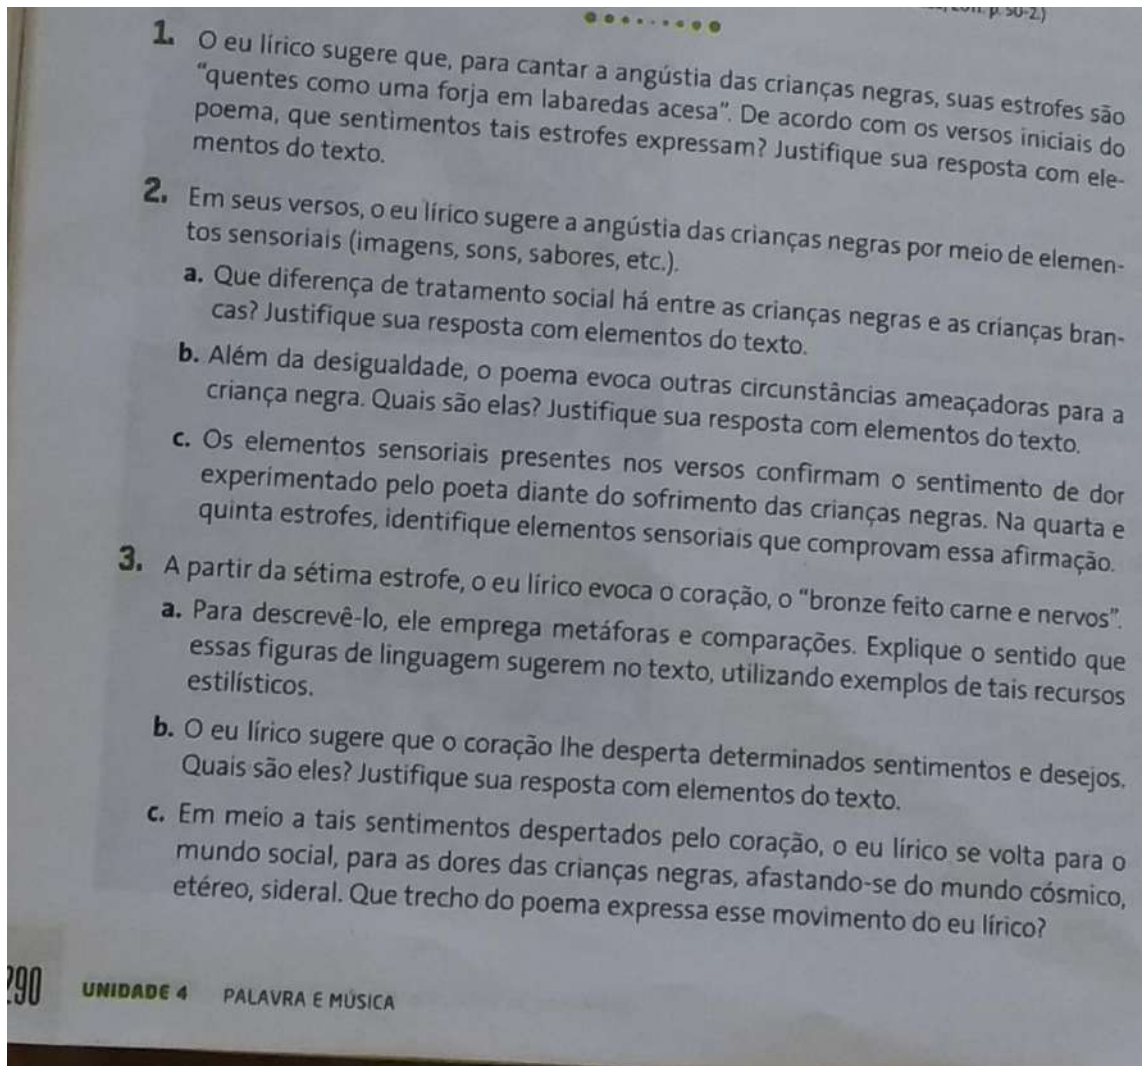 p. 50-2.)
1. O eu lírico sugere que, para cantar a angústia das crianças negras, suas estrofes são
“quentes como uma forja em labaredas acesa”. De acordo com os versos iniciais do
poema, que sentimentos tais estrofes expressam? Justifique sua resposta com ele-
mentos do texto.
2. Em seus versos, o eu lírico sugere a angústia das crianças negras por meio de elemen-
tos sensoriais (imagens, sons, sabores, etc.).
a. Que diferença de tratamento social há entre as crianças negras e as crianças bran-
cas? Justifique sua resposta com elementos do texto.
b. Além da desigualdade, o poema evoca outras circunstâncias ameaçadoras para a
criança negra. Quais são elas? Justifique sua resposta com elementos do texto.
c. Os elementos sensoriais presentes nos versos confirmam o sentimento de dor
experimentado pelo poeta diante do sofrimento das crianças negras. Na quarta e
quinta estrofes, identifique elementos sensoriais que comprovam essa afirmação.
3. A partir da sétima estrofe, o eu lírico evoca o coração, o “bronze feito carne e nervos”.
a. Para descrevê-lo, ele emprega metáforas e comparações. Explique o sentido que
essas figuras de linguagem sugerem no texto, utilizando exemplos de tais recursos
estilísticos.
b. O eu lírico sugere que o coração lhe desperta determinados sentimentos e desejos.
Quais são eles? Justifique sua resposta com elementos do texto.
c. Em meio a tais sentimentos despertados pelo coração, o eu lírico se volta para o
mundo social, para as dores das crianças negras, afastando-se do mundo cósmico,
etéreo, sideral. Que trecho do poema expressa esse movimento do eu lírico?
290 UNIDADE 4 PALAVRA E MÚSICA